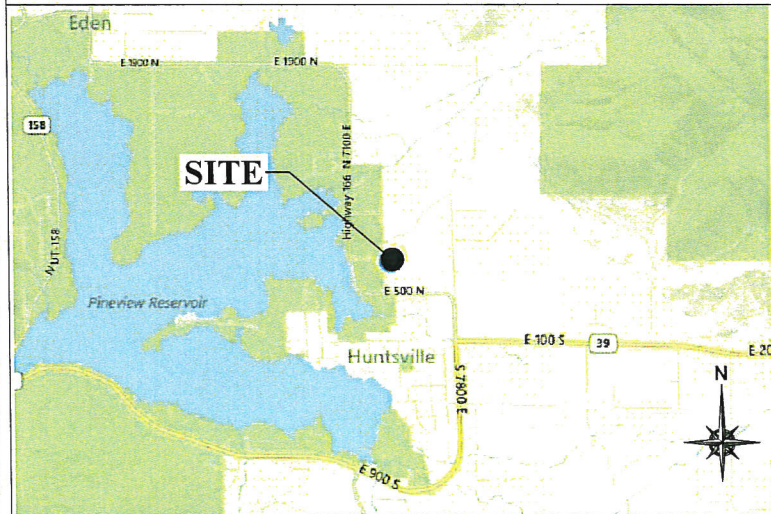 Eden
E 1900 N
E 1900 N
158
Highway 166 N 7100 E
SITE
N UT-158
E 500 N
Pineview Reservoir
Huntsville
E 100 S
39
E 20
S 7800 E
N
E 900 S